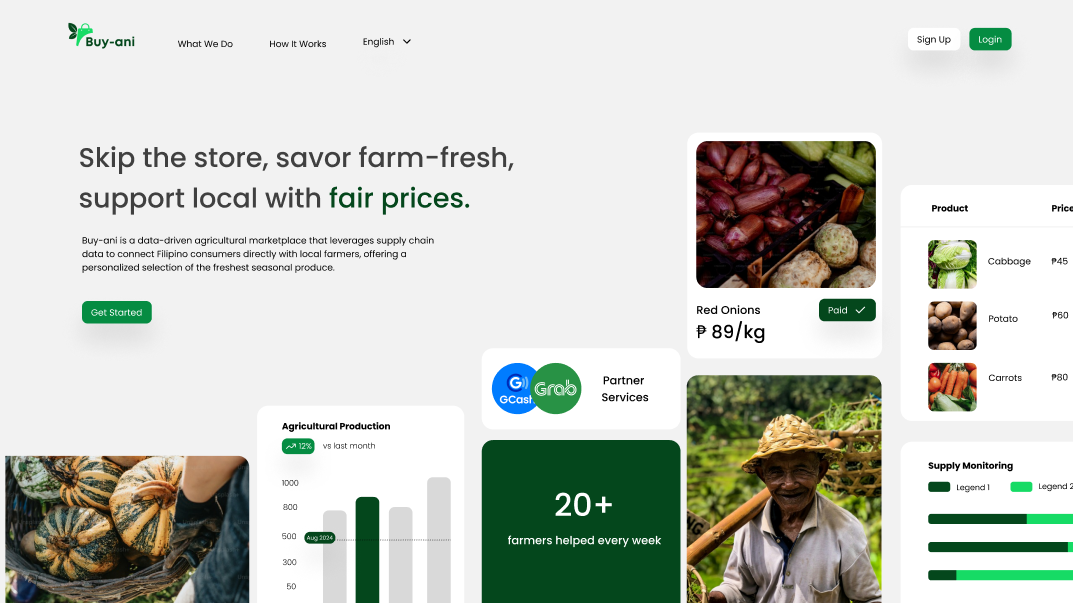 Buy-ani
What We Do
How It Works
English
Sign Up
Login
Skip the store, savor farm-fresh,
support local with fair prices.
Buy-ani is a data-driven agricultural marketplace that leverages supply chain
data to connect Filipino consumers directly with local farmers, offering a
personalized selection of the freshest seasonal produce.
Get Started
Red Onions
₱ 89/kg
Paid
Product
Price
Cabbage
₱45
Potato
₱60
Carrots
₱80
GCash
Grab
Partner
Services
Agricultural Production
12%
vs last month
1000
800
500
Aug 2024
300
50
20+
farmers helped every week
Supply Monitoring
Legend 1
Legend 2